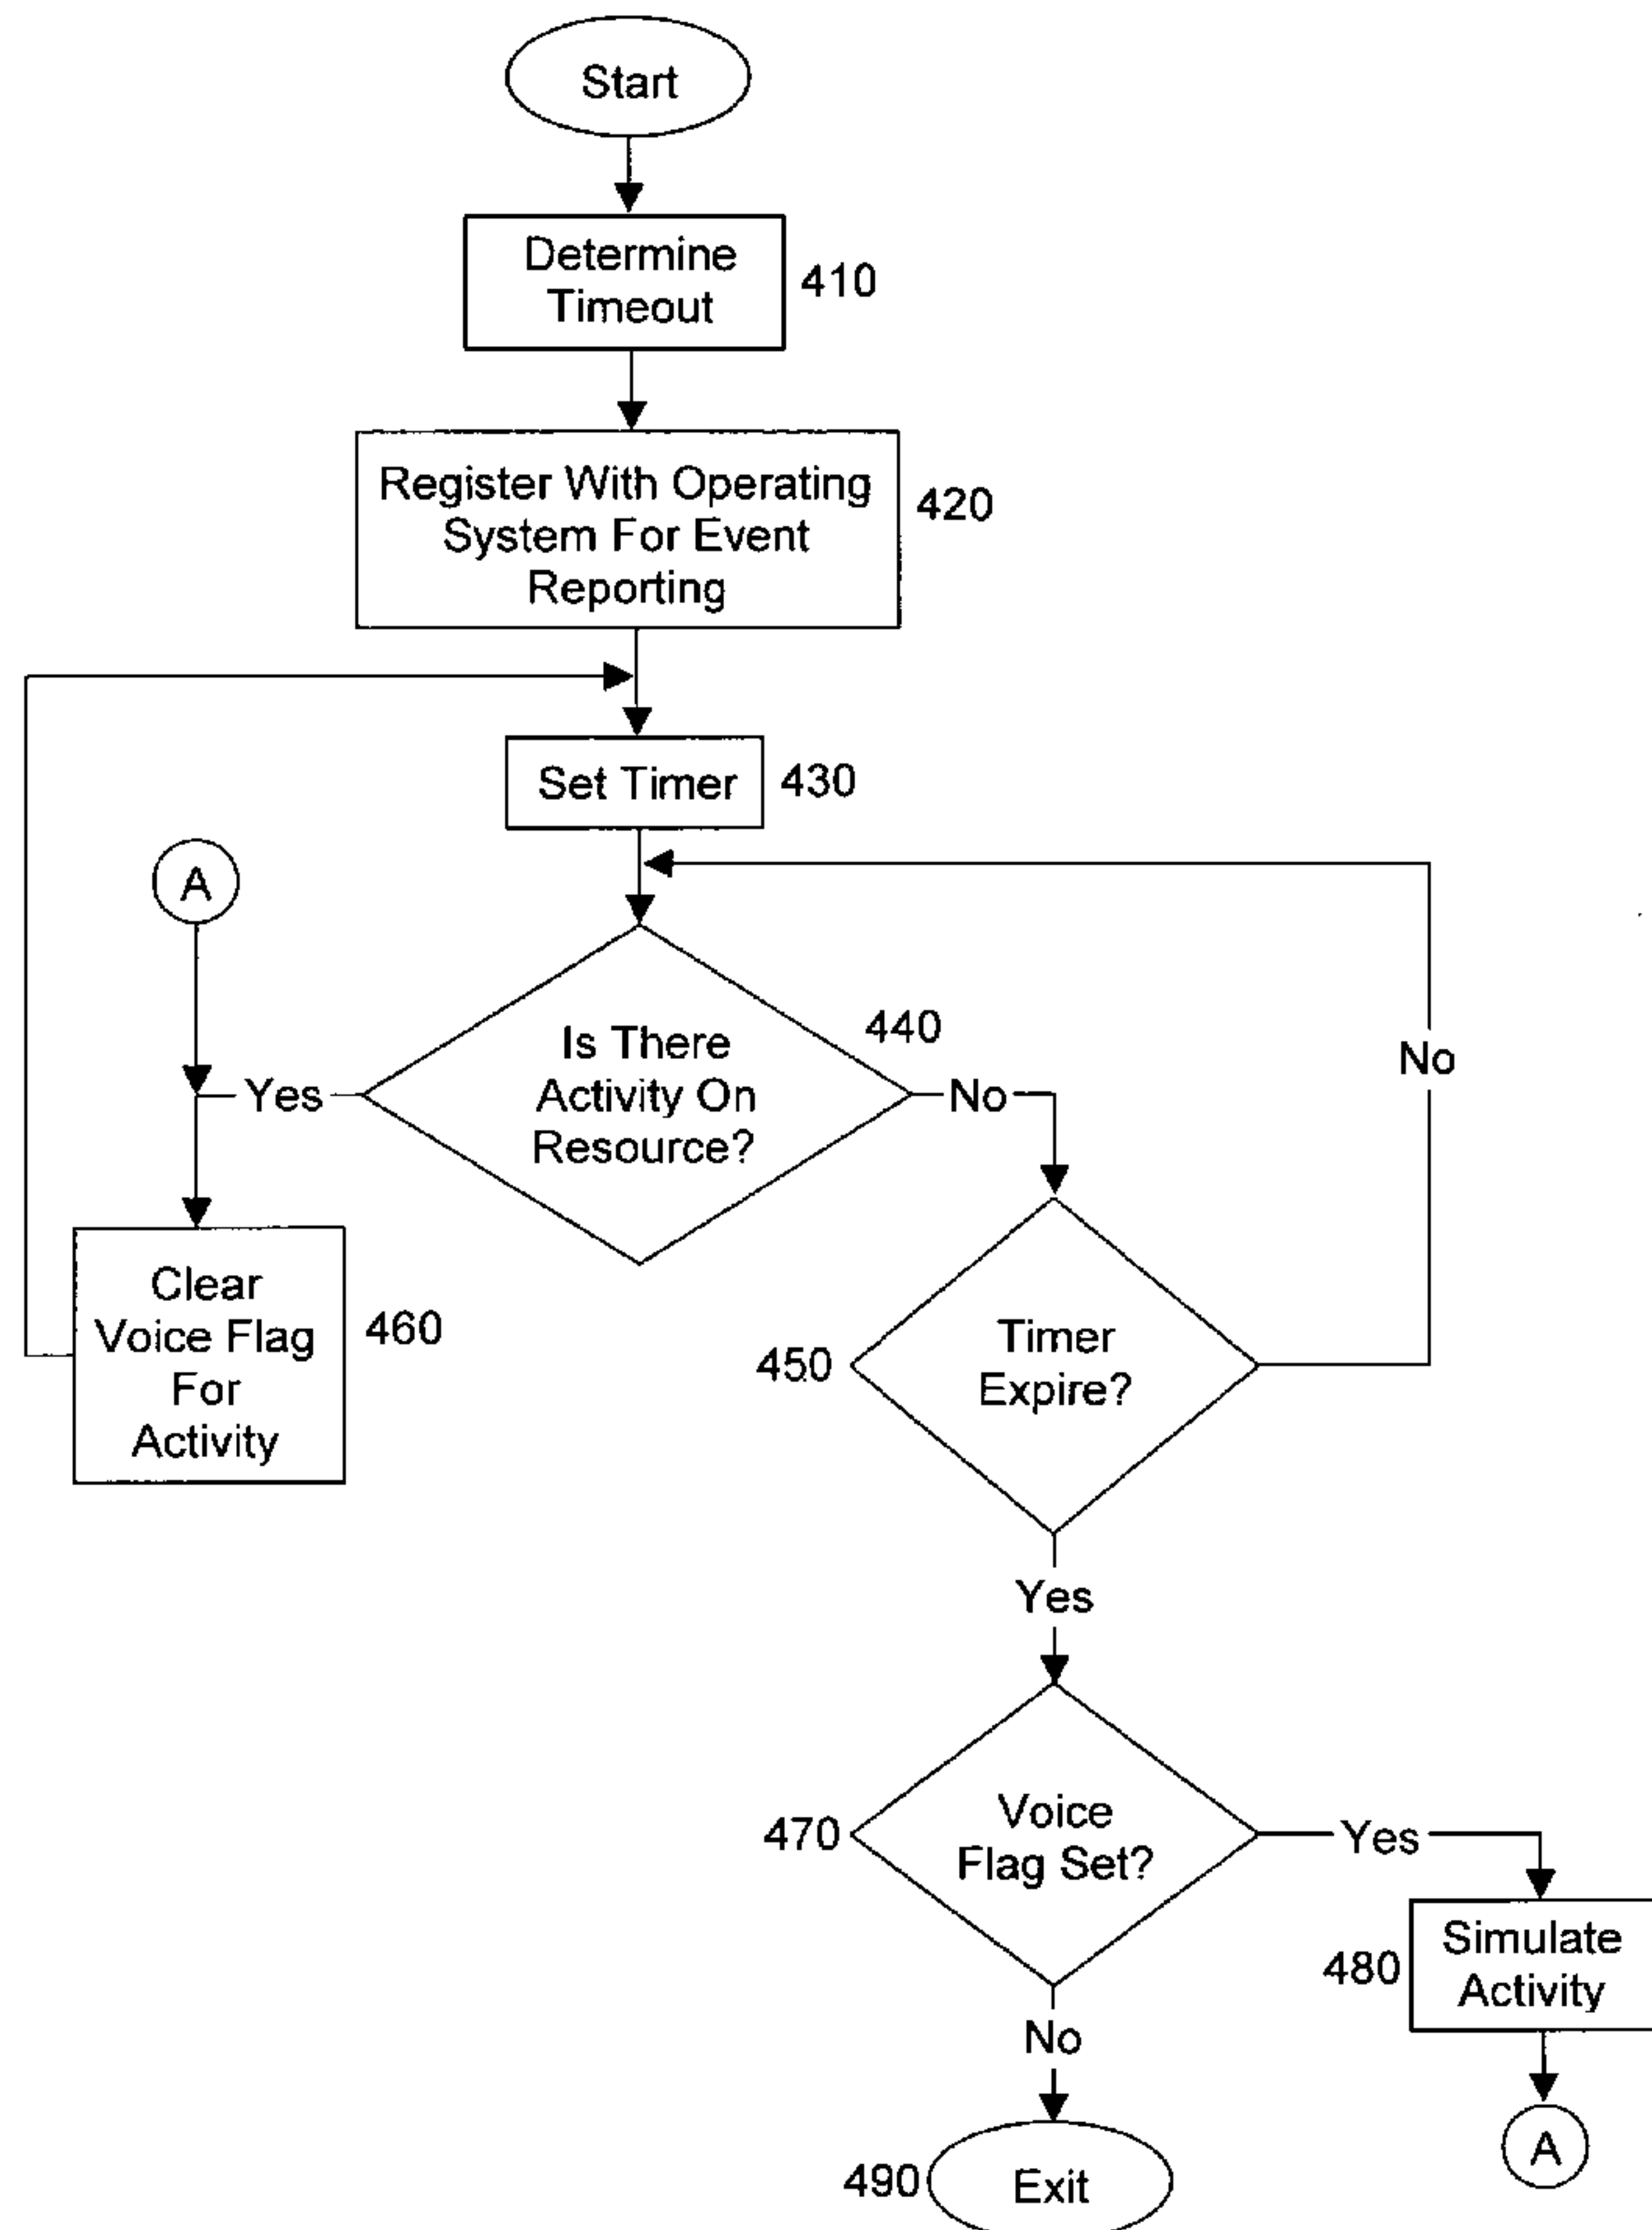 Start
Determine
Timeout
410
Register With Operating
System For Event
Reporting
420
Set Timer
430
A
Is There
Activity On
Resource?
440
Yes
No
No
Clear
Voice Flag
For
Activity
460
Timer
Expire?
450
Yes
Voice
Flag Set?
470
Yes
Simulate
Activity
480
No
A
Exit
490